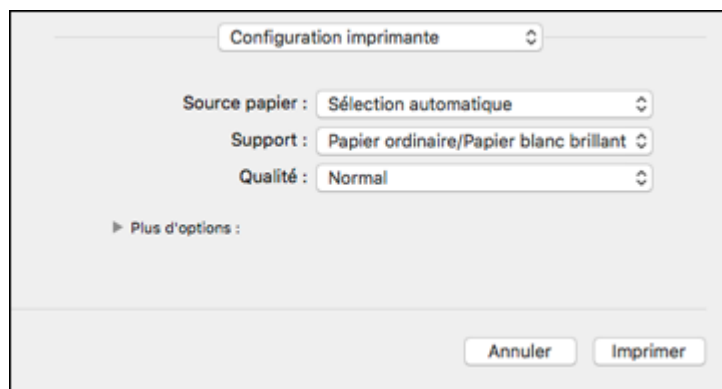 Configuration imprimante
Source papier : Sélection automatique
Support : Papier ordinaire/Papier blanc brillant
Qualité : Normal
Plus d'options :
Annuler Imprimer